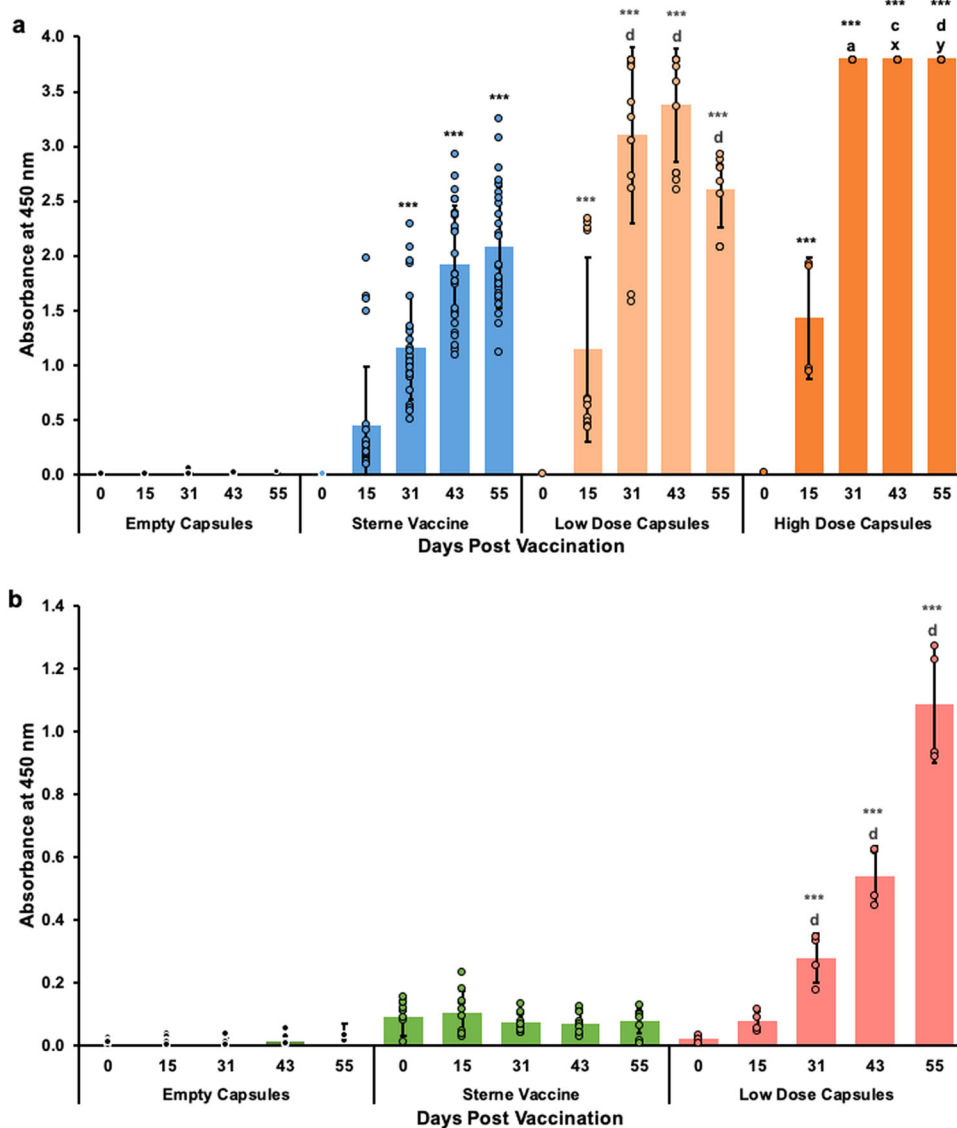 a
Absorbance at 450 nm
4.0
3.5
3.0
2.5
2.0
1.5
1.0
0.5
0.0
*** *** *** ***
*** *** *** d d *** d *** *** a *** c x *** d y
0 15 31 43 55 0 15 31 43 55 0 15 31 43 55 0 15 31 43 55
Empty Capsules Sterne Vaccine Low Dose Capsules High Dose Capsules
Days Post Vaccination
b
Absorbance at 450 nm
1.4
1.2
1.0
0.8
0.6
0.4
0.2
0.0
***
d
***
d
***
d
0 15 31 43 55 0 15 31 43 55 0 15 31 43 55
Empty Capsules Sterne Vaccine Low Dose Capsules
Days Post Vaccination